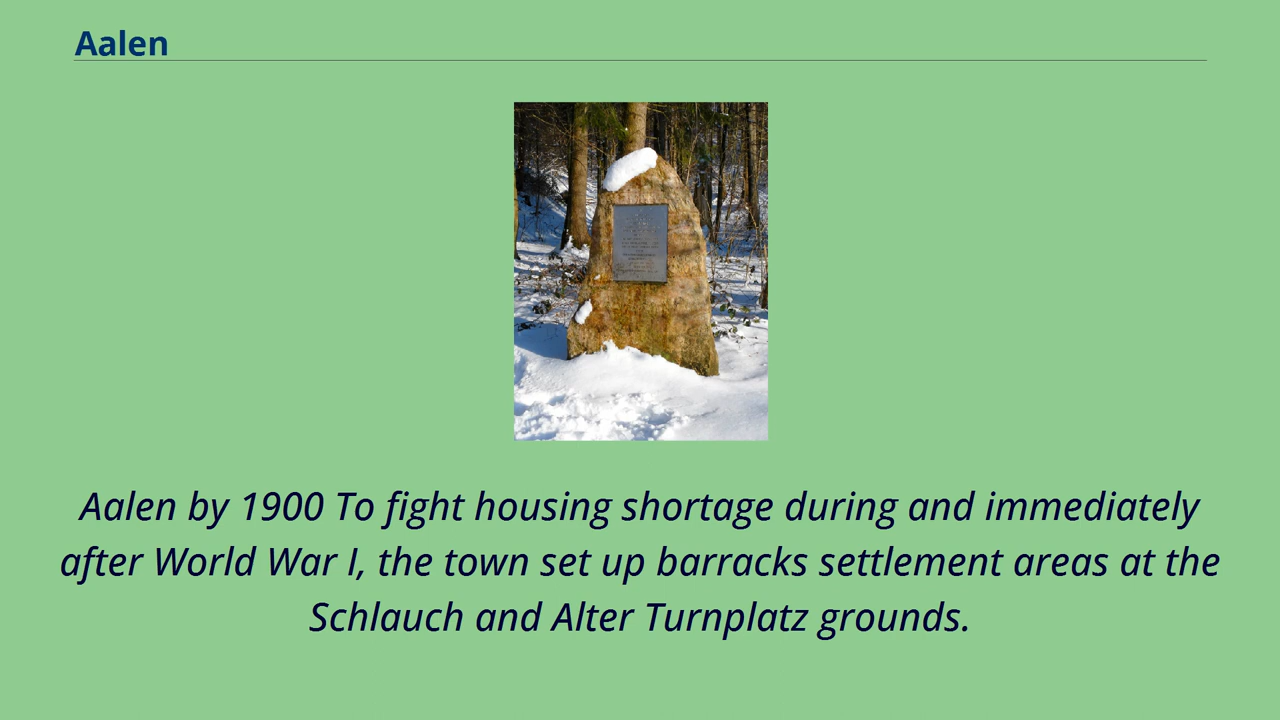 Aalen
Aalen by 1900 To fight housing shortage during and immediately
after World War I, the town set up barracks settlement areas at the
Schlauch and Alter Turnplatz grounds.